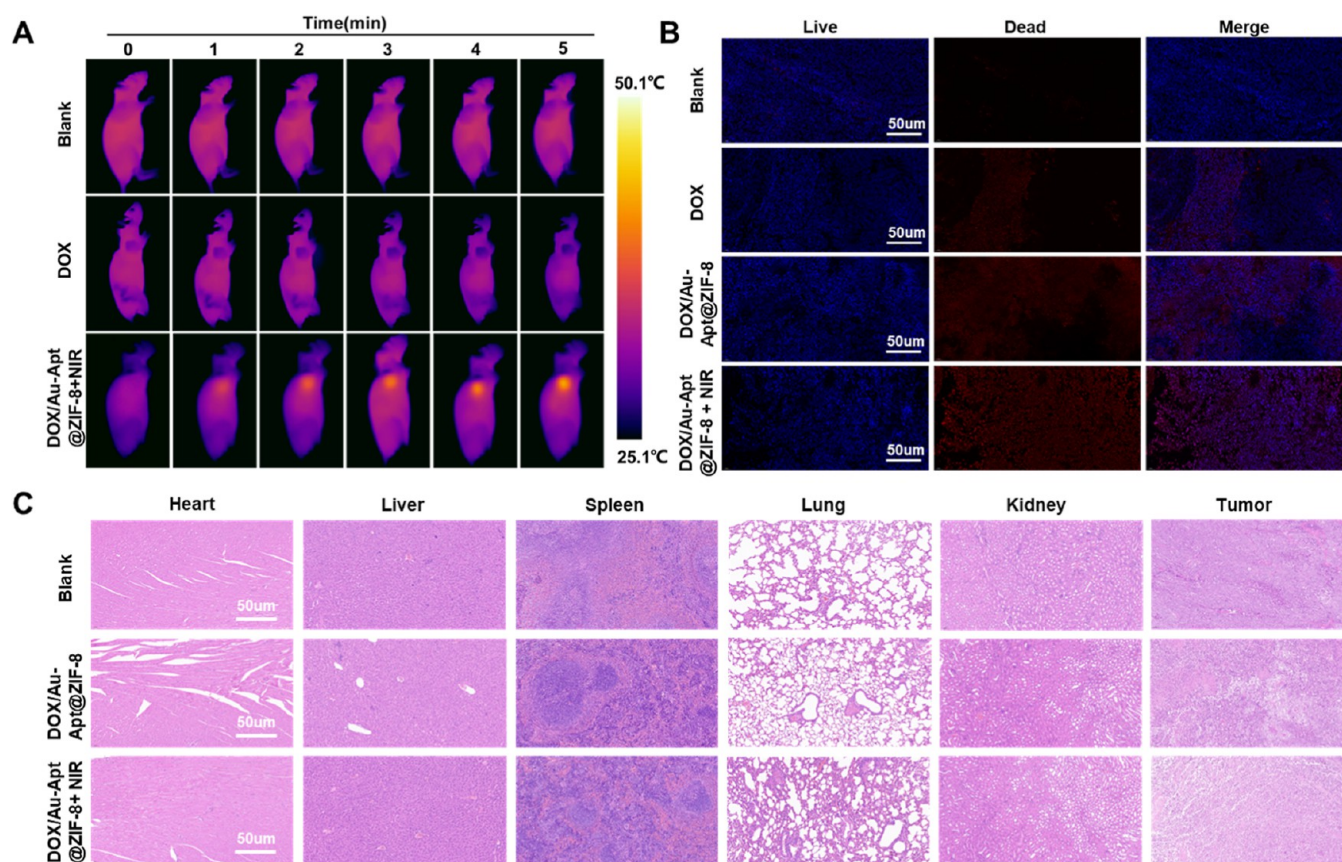 A
Time(min)
0 1 2 3 4 5
Blank
DOX
DOX/Au-Apt
@ZIF-8+NIR
50.1℃
25.1℃
B
Live Dead Merge
Blank
50um
DOX
50um
DOX/Au-
Apt@ZIF-8
50um
DOX/Au-Apt
@ZIF-8 + NIR
50um
C
Heart Liver Spleen Lung Kidney Tumor
Blank
50um
DOX/Au-
Apt@ZIF-8
50um
DOX/Au-Apt
@ZIF-8+ NIR
50um